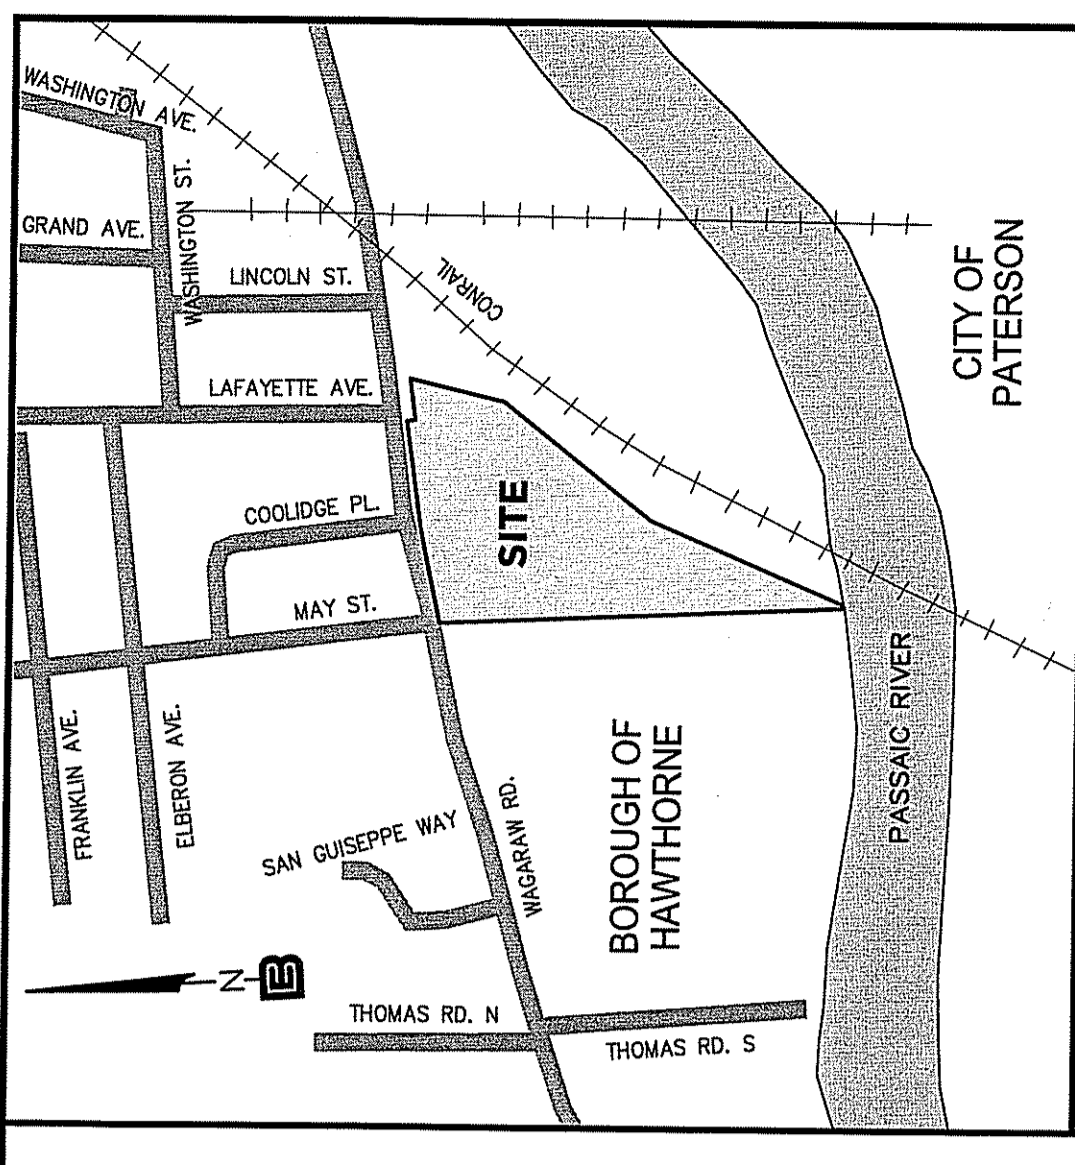 WASHINGTON AVE.
WASHINGTON ST.
GRAND AVE.
LINCOLN ST.
CONRAIL
CITY OF
PATERSON
LAFAYETTE AVE.
SITE
COOLIDGE PL.
MAY ST.
FRANKLIN AVE.
ELBERON AVE.
SAN GUISEPPE WAY
WAGARAW RD.
BOROUGH OF
HAWTHORNE
PASSAIC RIVER
N
B
THOMAS RD. N
THOMAS RD. S